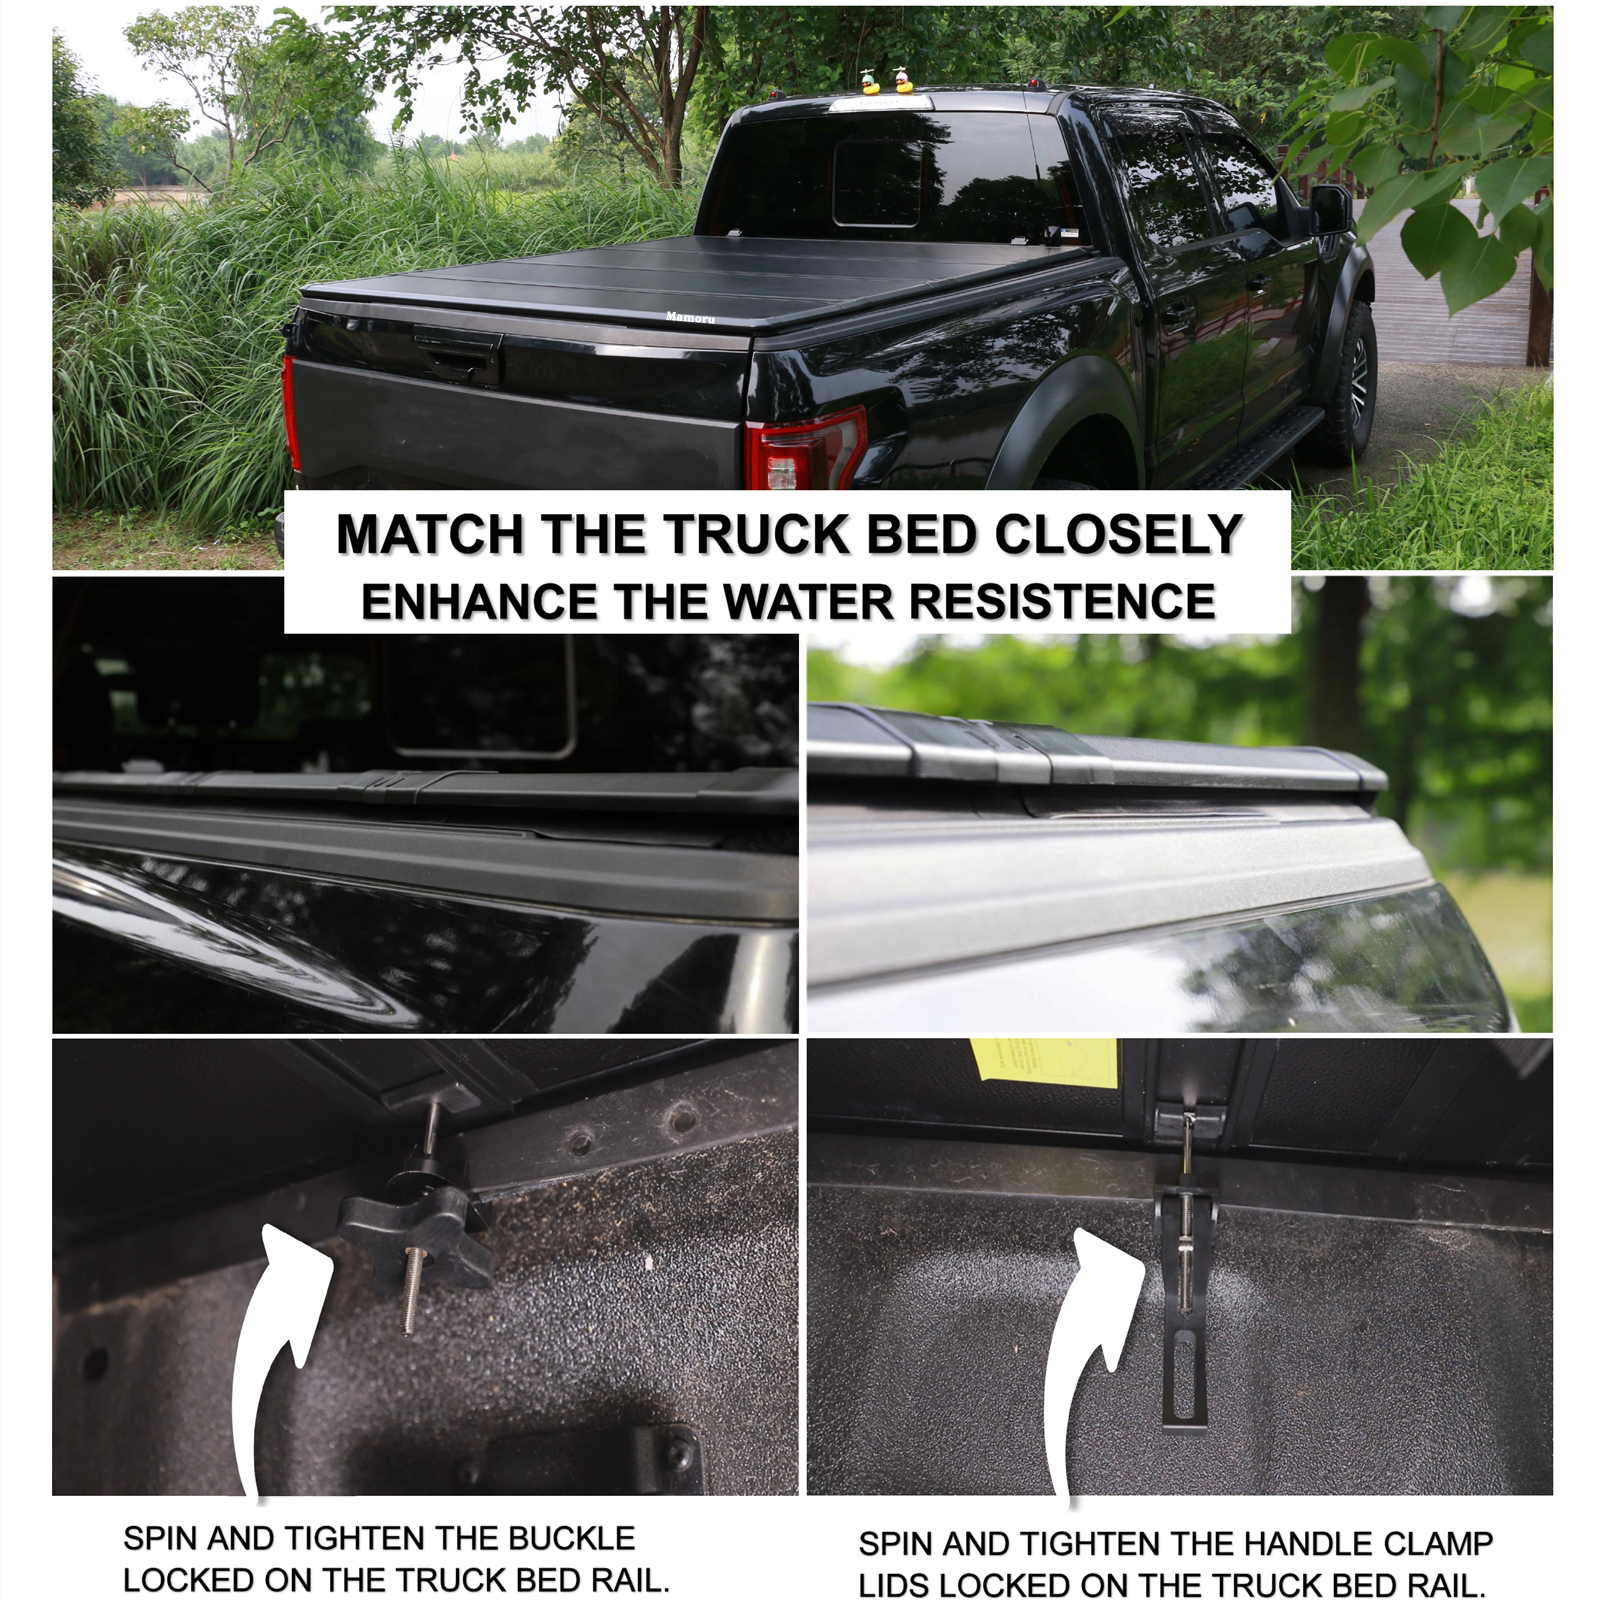 Mamoru
MATCH THE TRUCK BED CLOSELY
ENHANCE THE WATER RESISTENCE
SPIN AND TIGHTEN THE BUCKLE
LOCKED ON THE TRUCK BED RAIL.
SPIN AND TIGHTEN THE HANDLE CLAMP
LIDS LOCKED ON THE TRUCK BED RAIL.